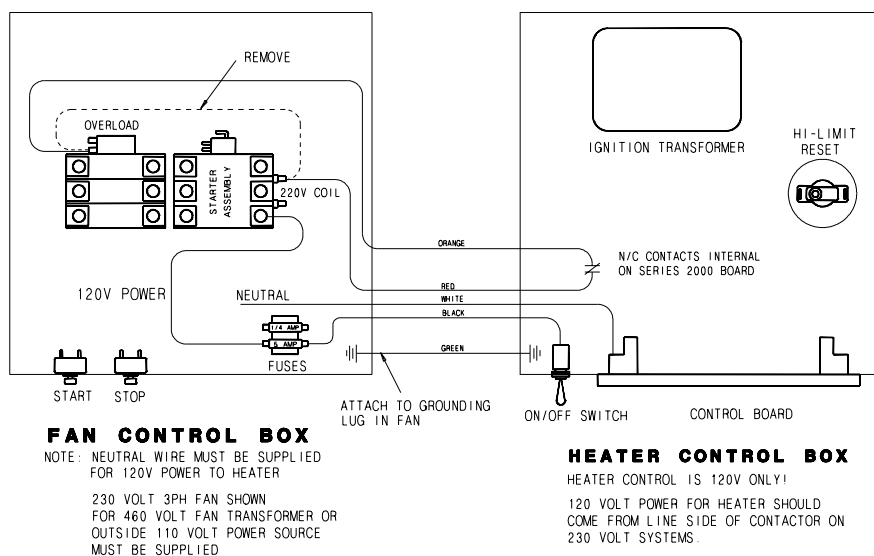 REMOVE
OVERLOAD
STARTER
ASSEMBLY
220V COIL
120V POWER
NEUTRAL
1/4 AMP
5 AMP
FUSES
START
STOP
ORANGE
RED
WHITE
BLACK
GREEN
ATTACH TO GROUNDING
LUG IN FAN
IGNITION TRANSFORMER
HI-LIMIT
RESET
N/C CONTACTS INTERNAL
ON SERIES 2000 BOARD
ON/OFF SWITCH
CONTROL BOARD
FAN CONTROL BOX
NOTE: NEUTRAL WIRE MUST BE SUPPLIED
FOR 120V POWER TO HEATER
230 VOLT 3PH FAN SHOWN
FOR 460 VOLT FAN TRANSFORMER OR
OUTSIDE 110 VOLT POWER SOURCE
MUST BE SUPPLIED
HEATER CONTROL BOX
HEATER CONTROL IS 120V ONLY!
120 VOLT POWER FOR HEATER SHOULD
COME FROM LINE SIDE OF CONTACTOR ON
230 VOLT SYSTEMS.